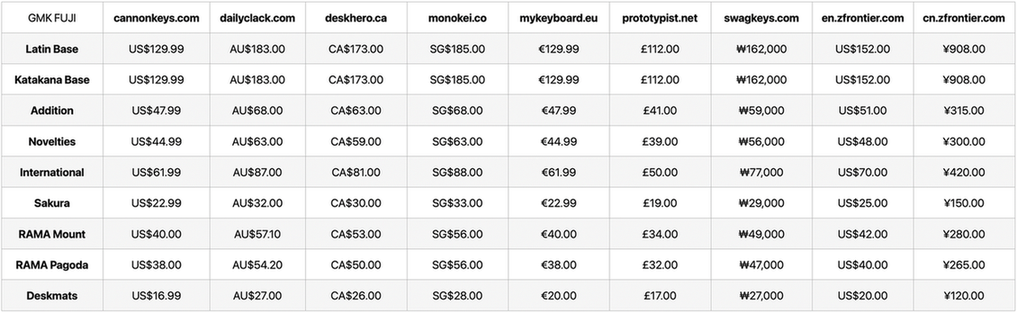 GMK FUJI cannonkeys.com dailyclack.com deskhero.ca monokei.co mykeyboard.eu prototypist.net swagkeys.com en.zfrontier.com cn.zfrontier.com
Latin Base US$129.99 AU$183.00 CA$173.00 SG$185.00 €129.99 £112.00 ₩162,000 US$152.00 ¥908.00
Katakana Base US$129.99 AU$183.00 CA$173.00 SG$185.00 €129.99 £112.00 ₩162,000 US$152.00 ¥908.00
Addition US$47.99 AU$68.00 CA$63.00 SG$68.00 €47.99 £41.00 ₩59,000 US$51.00 ¥315.00
Novelties US$44.99 AU$63.00 CA$59.00 SG$63.00 €44.99 £39.00 ₩56,000 US$48.00 ¥300.00
International US$61.99 AU$87.00 CA$81.00 SG$88.00 €61.99 £50.00 ₩77,000 US$70.00 ¥420.00
Sakura US$22.99 AU$32.00 CA$30.00 SG$33.00 €22.99 £19.00 ₩29,000 US$25.00 ¥150.00
RAMA Mount US$40.00 AU$57.10 CA$53.00 SG$56.00 €40.00 £34.00 ₩49,000 US$42.00 ¥280.00
RAMA Pagoda US$38.00 AU$54.20 CA$50.00 SG$56.00 €38.00 £32.00 ₩47,000 US$40.00 ¥265.00
Deskmats US$16.99 AU$27.00 CA$26.00 SG$28.00 €20.00 £17.00 ₩27,000 US$20.00 ¥120.00